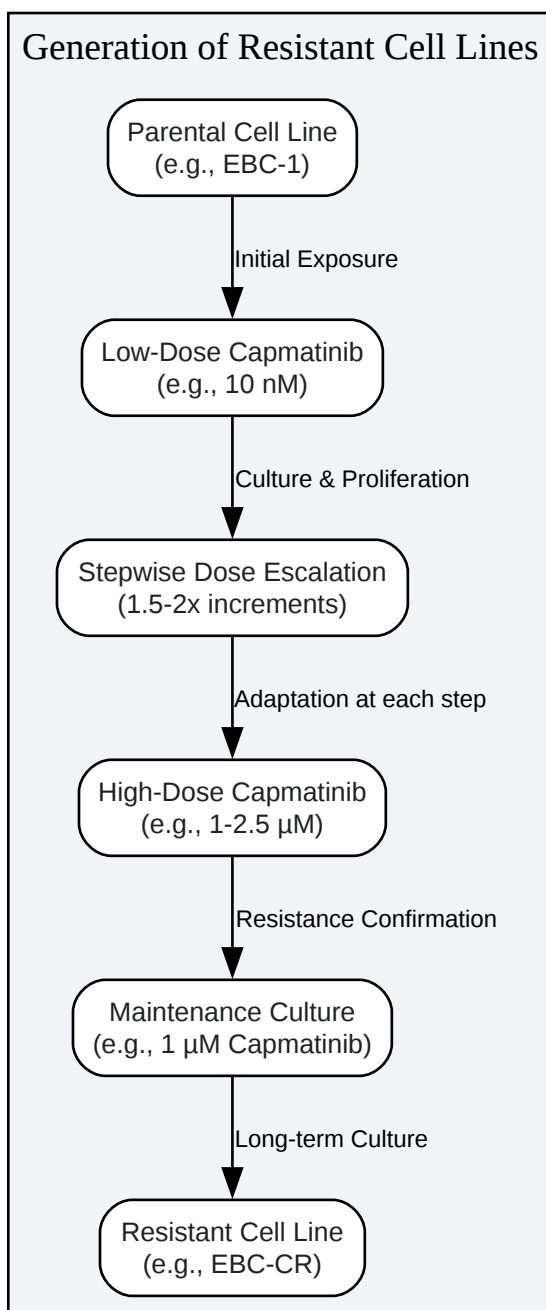 Generation of Resistant Cell Lines
Parental Cell Line
(e.g., EBC-1)
Initial Exposure
Low-Dose Capmatinib
(e.g., 10 nM)
Culture & Proliferation
Stepwise Dose Escalation
(1.5-2x increments)
Adaptation at each step
High-Dose Capmatinib
(e.g., 1-2.5 µM)
Resistance Confirmation
Maintenance Culture
(e.g., 1 µM Capmatinib)
Long-term Culture
Resistant Cell Line
(e.g., EBC-CR)